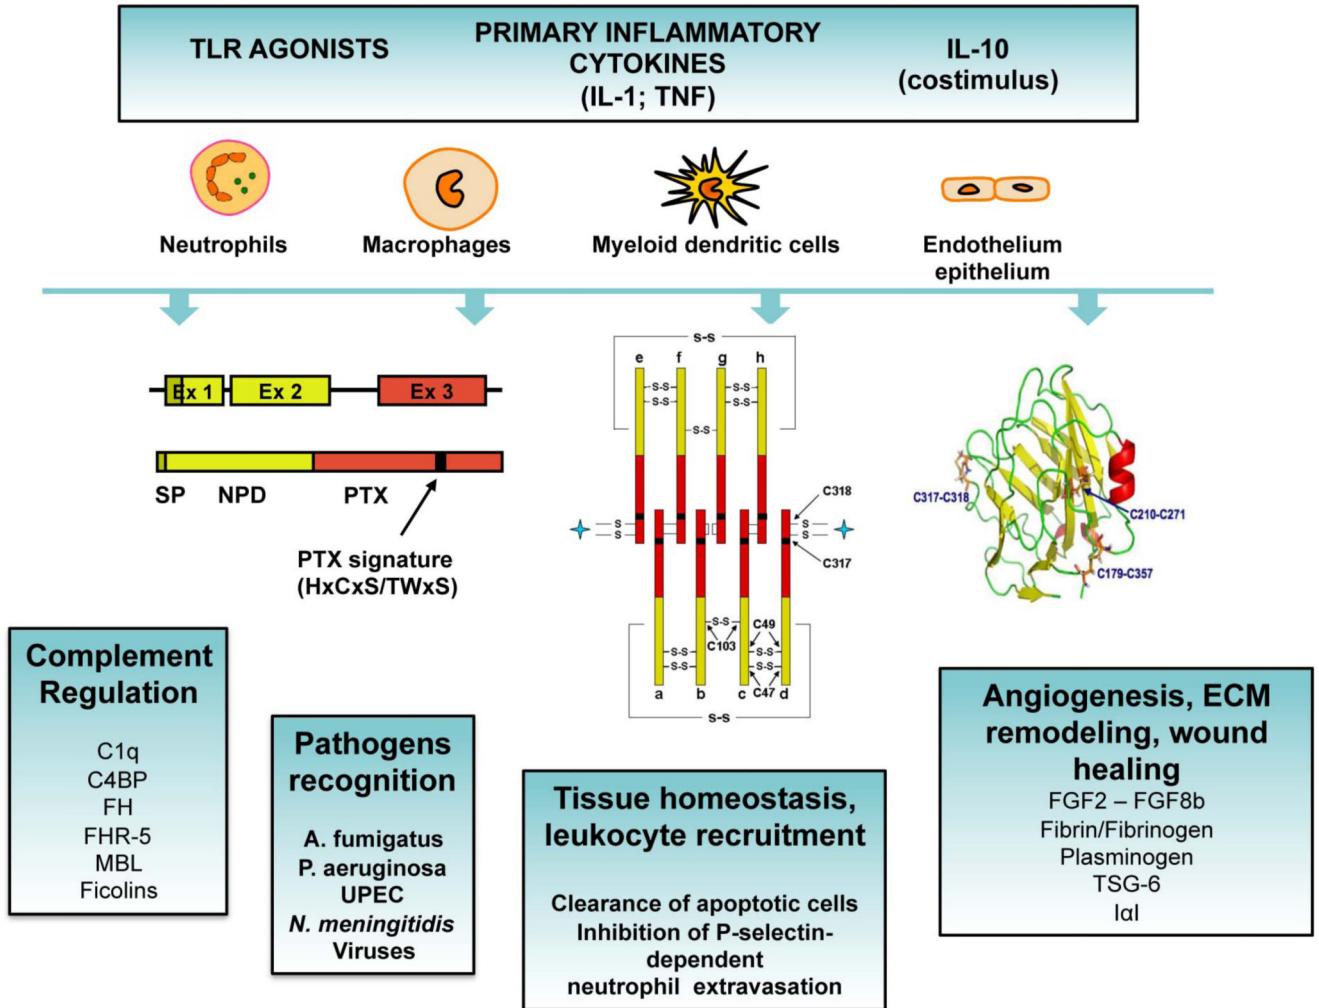 TLR AGONISTS
PRIMARY INFLAMMATORY
CYTOKINES
(IL-1; TNF)
IL-10
(costimulus)
Neutrophils
Macrophages
Myeloid dendritic cells
Endothelium
epithelium
Ex 1
Ex 2
Ex 3
SP
NPD
PTX
PTX signature
(HxCxS/TWxS)
S-S
e
f
g
h
S-S
S-S
S-S
S-S
S-S
C318
S
S
S
S
C317
S-S
C103
C49
S-S
S-S
S-S
S-S
C47
a
b
c
d
S-S
C317-C318
C210-C271
C179-C357
Complement
Regulation
C1q
C4BP
FH
FHR-5
MBL
Ficolins
Pathogens
recognition
A. fumigatus
P. aeruginosa
UPEC
N. meningitidis
Viruses
Tissue homeostasis,
leukocyte recruitment
Clearance of apoptotic cells
Inhibition of P-selectin-
dependent
neutrophil extravasation
Angiogenesis, ECM
remodeling, wound
healing
FGF2 – FGF8b
Fibrin/Fibrinogen
Plasminogen
TSG-6
IαI